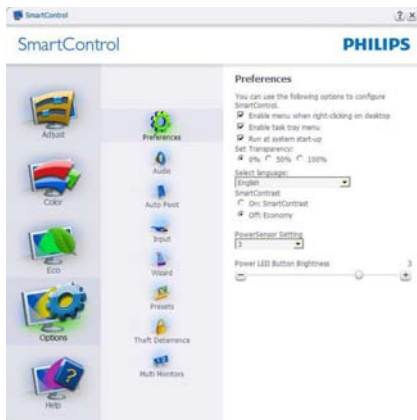 SmartControl
SmartControl
PHILIPS
Adjust
Color
Eco
Options
Help
Preferences
Audio
Auto Pivot
Input
Wizard
Presets
Theft Deterrence
Multi Monitors
Preferences
You can use the following options to configure
SmartControl.
Enable menu when right-clicking on desktop
Enable task tray menu
Run at system start-up
Set Transparency:
0% 50% 100%
Select language:
English
SmartContrast
On: SmartContrast
Off: Economy
PowerSensor Setting
3
Power LED Button Brightness 3